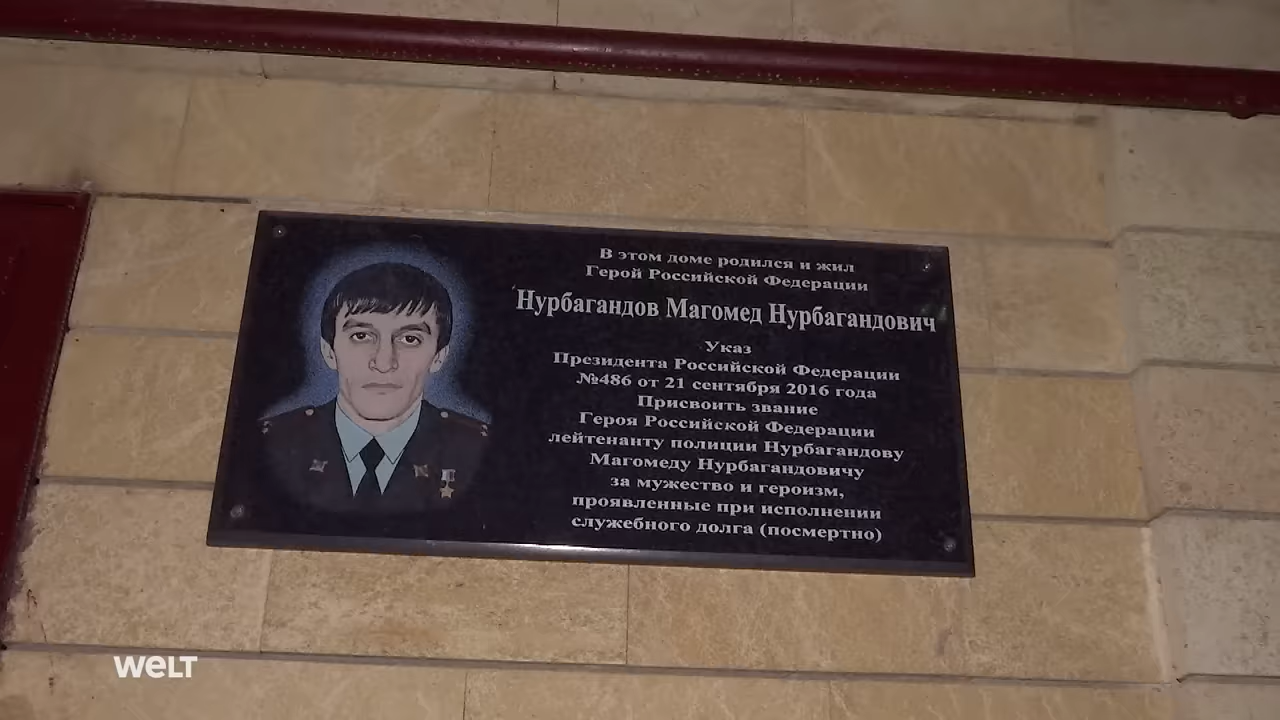 В этом доме родился и жил
Герой Российской Федерации
Нурбагандов Магомед Нурбагандович
Указ
Президента Российской Федерации
№486 от 21 сентября 2016 года
Присвоить звание
Героя Российской Федерации
лейтенанту полиции Нурбагандову
Магомеду Нурбагандовичу
за мужество и героизм,
проявленные при исполнении
служебного долга (посмертно)
WELT